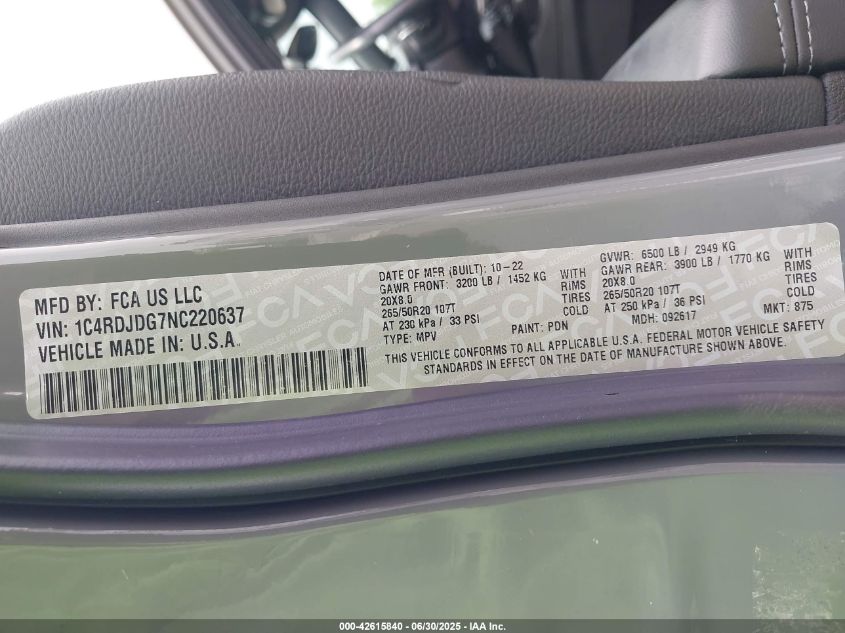 MFD BY: FCA US LLC
VIN: 1C4RDJDG7NC220637
VEHICLE MADE IN: U.S.A.
DATE OF MFR (BUILT): 10-22
GAWR FRONT: 3200 LB / 1452 KG WITH
20X8.0 RIMS
265/50R20 107T TIRES
AT 230 kPa / 33 PSI COLD
TYPE: MPV PAINT: PDN
GVWR: 6500 LB / 2949 KG
GAWR REAR: 3900 LB / 1770 KG WITH
20X8.0 RIMS
265/50R20 107T TIRES
AT 250 kPa / 36 PSI COLD
MDH: 092617 MKT: 875
THIS VEHICLE CONFORMS TO ALL APPLICABLE U.S.A. FEDERAL MOTOR VEHICLE SAFETY
STANDARDS IN EFFECT ON THE DATE OF MANUFACTURE SHOWN ABOVE.
000-42615840 - 06/30/2025 - IAA Inc.